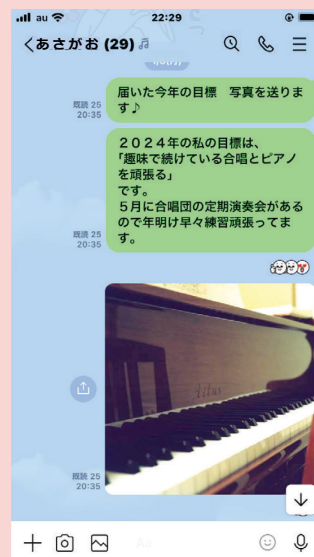 au
22:29
あさがお (29)
届いた今年の目標　写真を送りま
す♪
既読 25
20:35
２０２４年の私の目標は、
「趣味で続けている合唱とピアノ
を頑張る」
です。
５月に合唱団の定期演奏会がある
ので年明け早々練習頑張ってま
す。
既読 25
20:35
既読 25
20:35
Aa